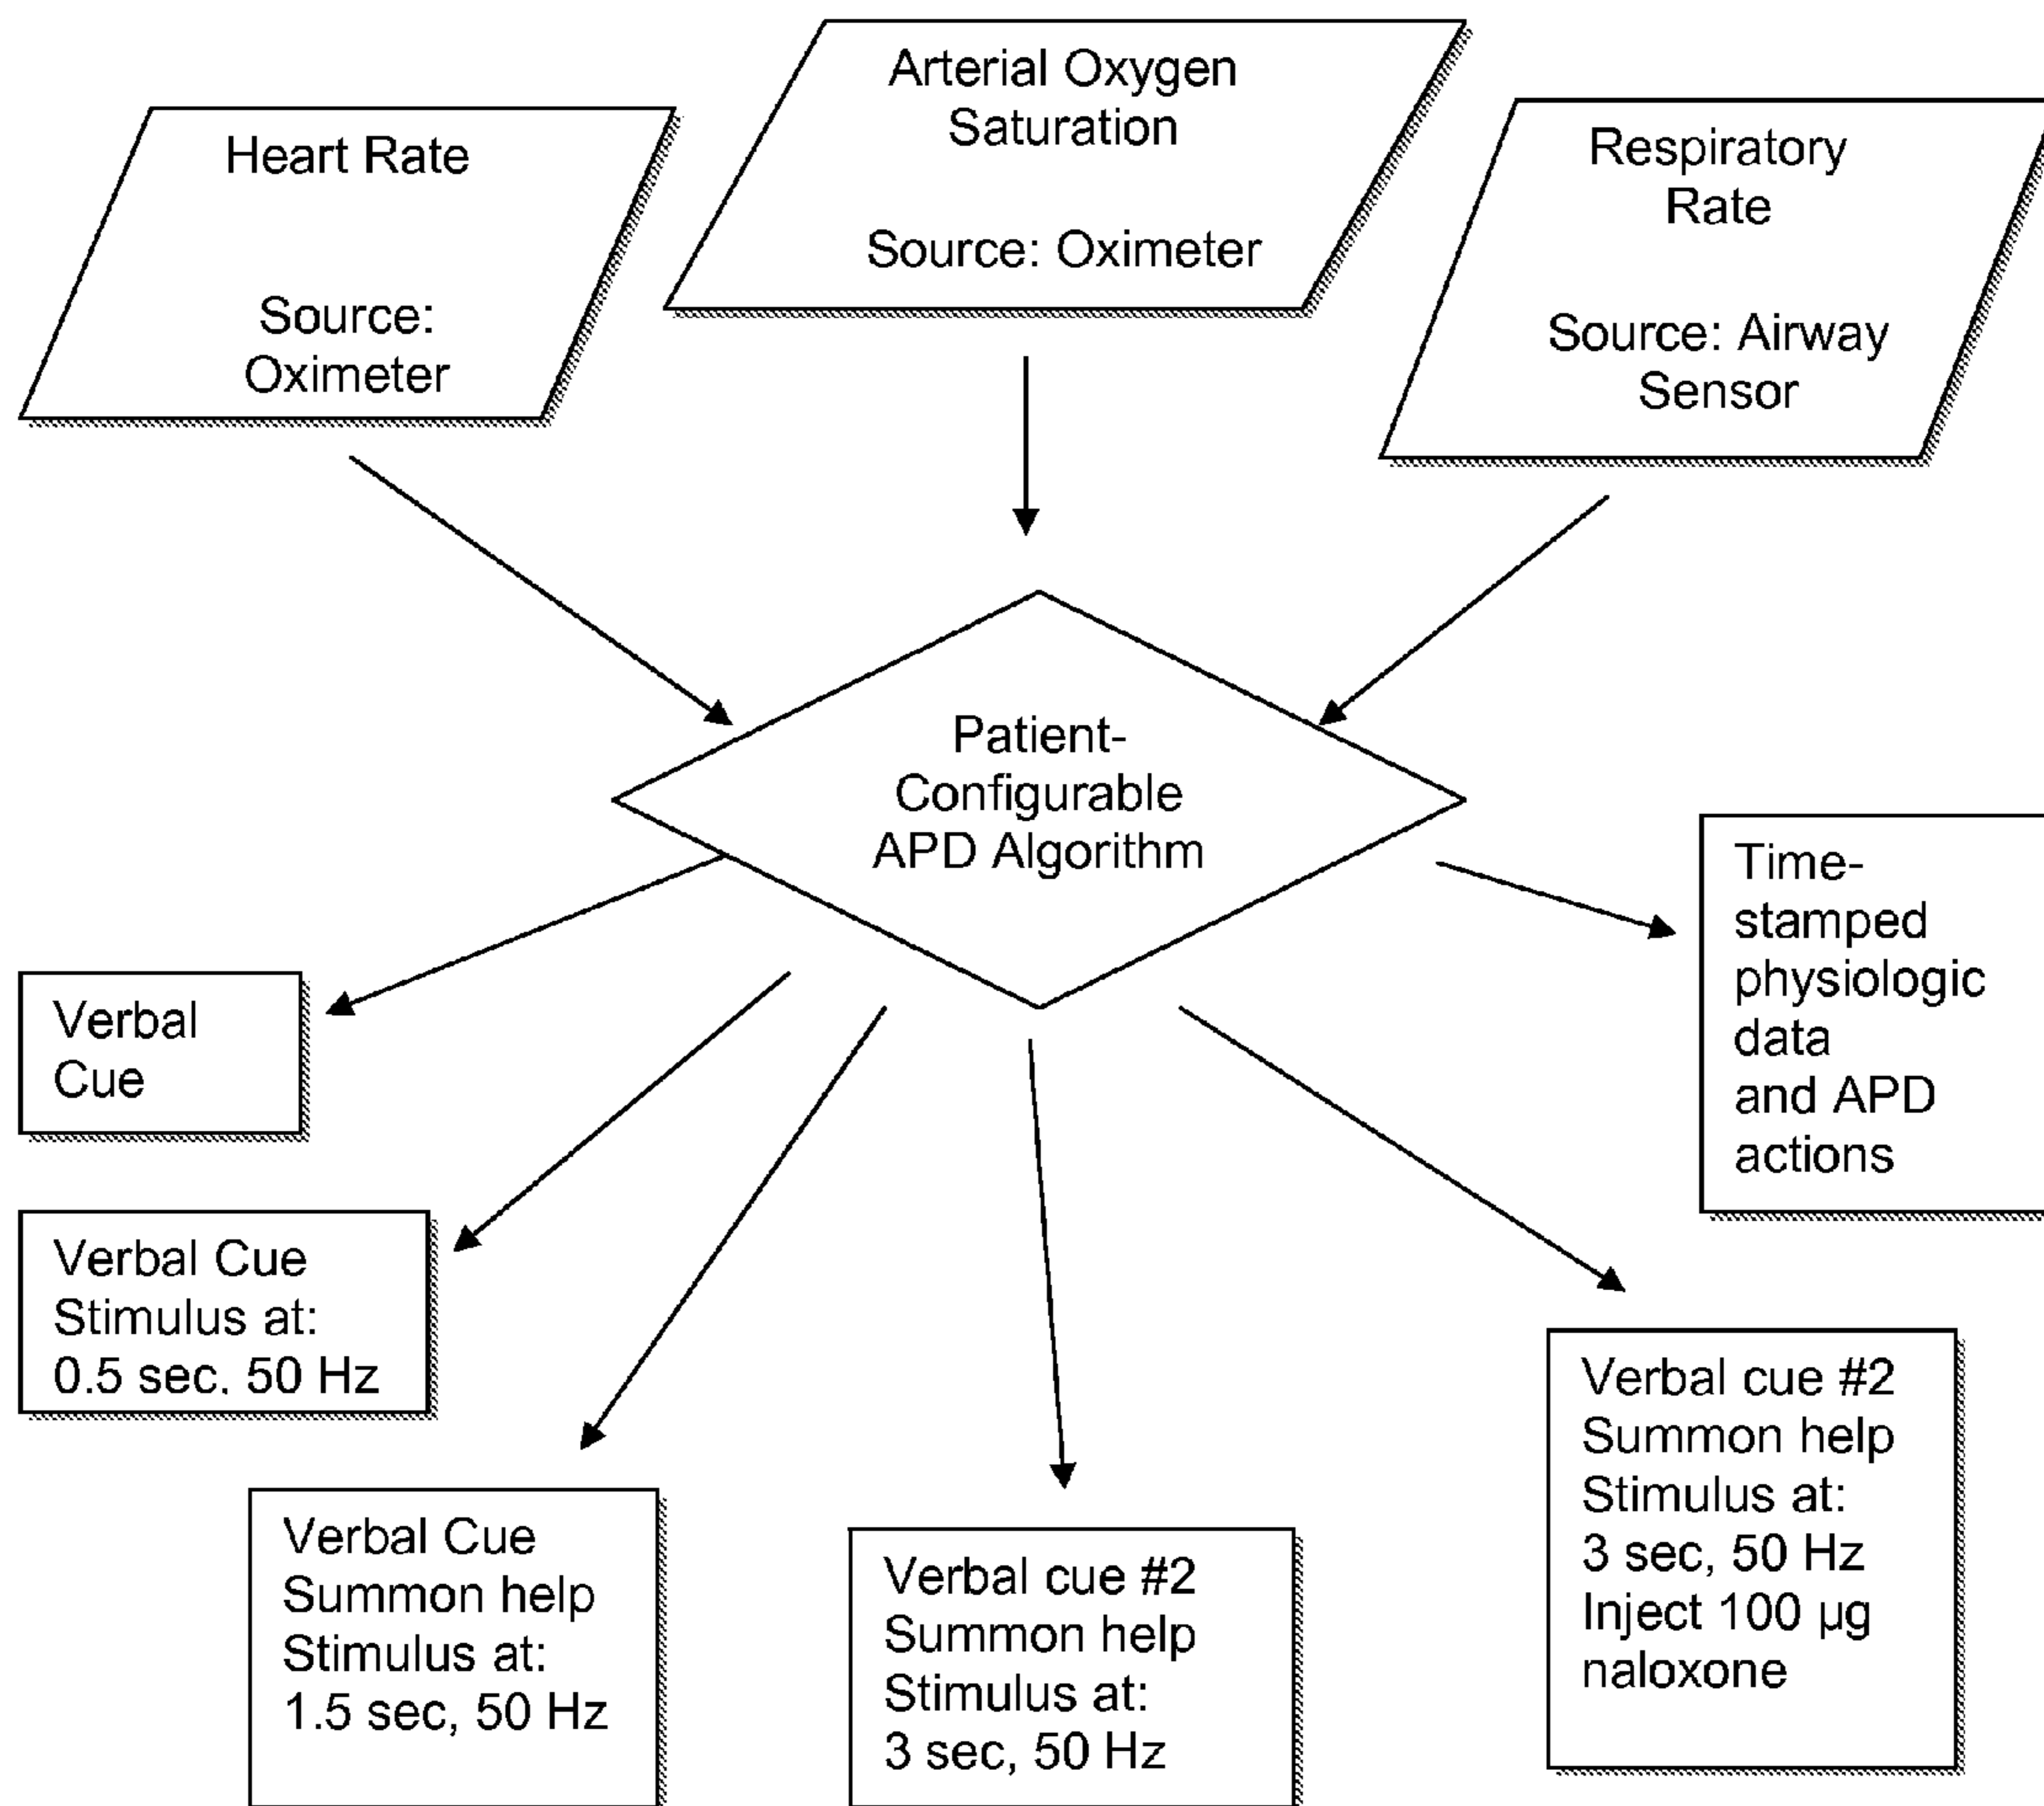 Heart Rate
Source:
Oximeter
Arterial Oxygen
Saturation
Source: Oximeter
Respiratory
Rate
Source: Airway
Sensor
Patient-
Configurable
APD Algorithm
Verbal
Cue
Verbal Cue
Stimulus at:
0.5 sec, 50 Hz
Verbal Cue
Summon help
Stimulus at:
1.5 sec, 50 Hz
Verbal cue #2
Summon help
Stimulus at:
3 sec, 50 Hz
Verbal cue #2
Summon help
Stimulus at:
3 sec, 50 Hz
Inject 100 µg
naloxone
Time-
stamped
physiologic
data
and APD
actions